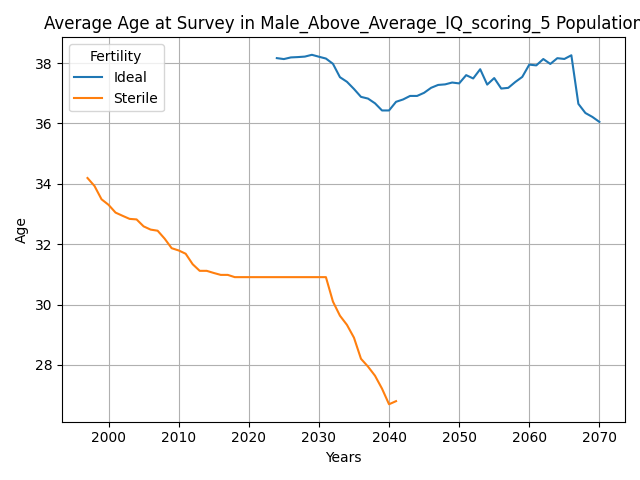 Average Age at Survey in Male_Above_Average_IQ_scoring_5 Population
Fertility
Ideal
Sterile
38
36
34
32
30
28
Age
2000 2010 2020 2030 2040 2050 2060 2070
Years